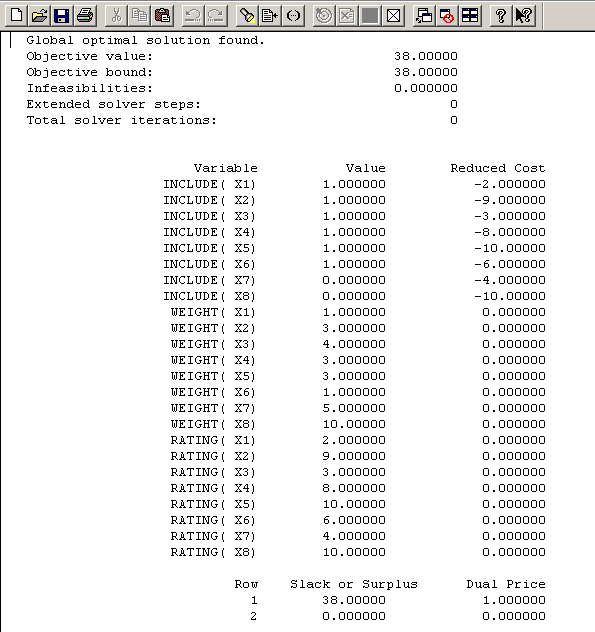 Global optimal solution found.
Objective value: 38.00000
Objective bound: 38.00000
Infeasibilities: 0.000000
Extended solver steps: 0
Total solver iterations: 0
Variable Value Reduced Cost
INCLUDE( X1) 1.000000 -2.000000
INCLUDE( X2) 1.000000 -9.000000
INCLUDE( X3) 1.000000 -3.000000
INCLUDE( X4) 1.000000 -8.000000
INCLUDE( X5) 1.000000 -10.00000
INCLUDE( X6) 1.000000 -6.000000
INCLUDE( X7) 0.000000 -4.000000
INCLUDE( X8) 0.000000 -10.00000
WEIGHT( X1) 1.000000 0.000000
WEIGHT( X2) 3.000000 0.000000
WEIGHT( X3) 4.000000 0.000000
WEIGHT( X4) 3.000000 0.000000
WEIGHT( X5) 3.000000 0.000000
WEIGHT( X6) 1.000000 0.000000
WEIGHT( X7) 5.000000 0.000000
WEIGHT( X8) 10.00000 0.000000
RATING( X1) 2.000000 0.000000
RATING( X2) 9.000000 0.000000
RATING( X3) 3.000000 0.000000
RATING( X4) 8.000000 0.000000
RATING( X5) 10.00000 0.000000
RATING( X6) 6.000000 0.000000
RATING( X7) 4.000000 0.000000
RATING( X8) 10.00000 0.000000
Row Slack or Surplus Dual Price
1 38.00000 1.000000
2 0.000000 0.000000